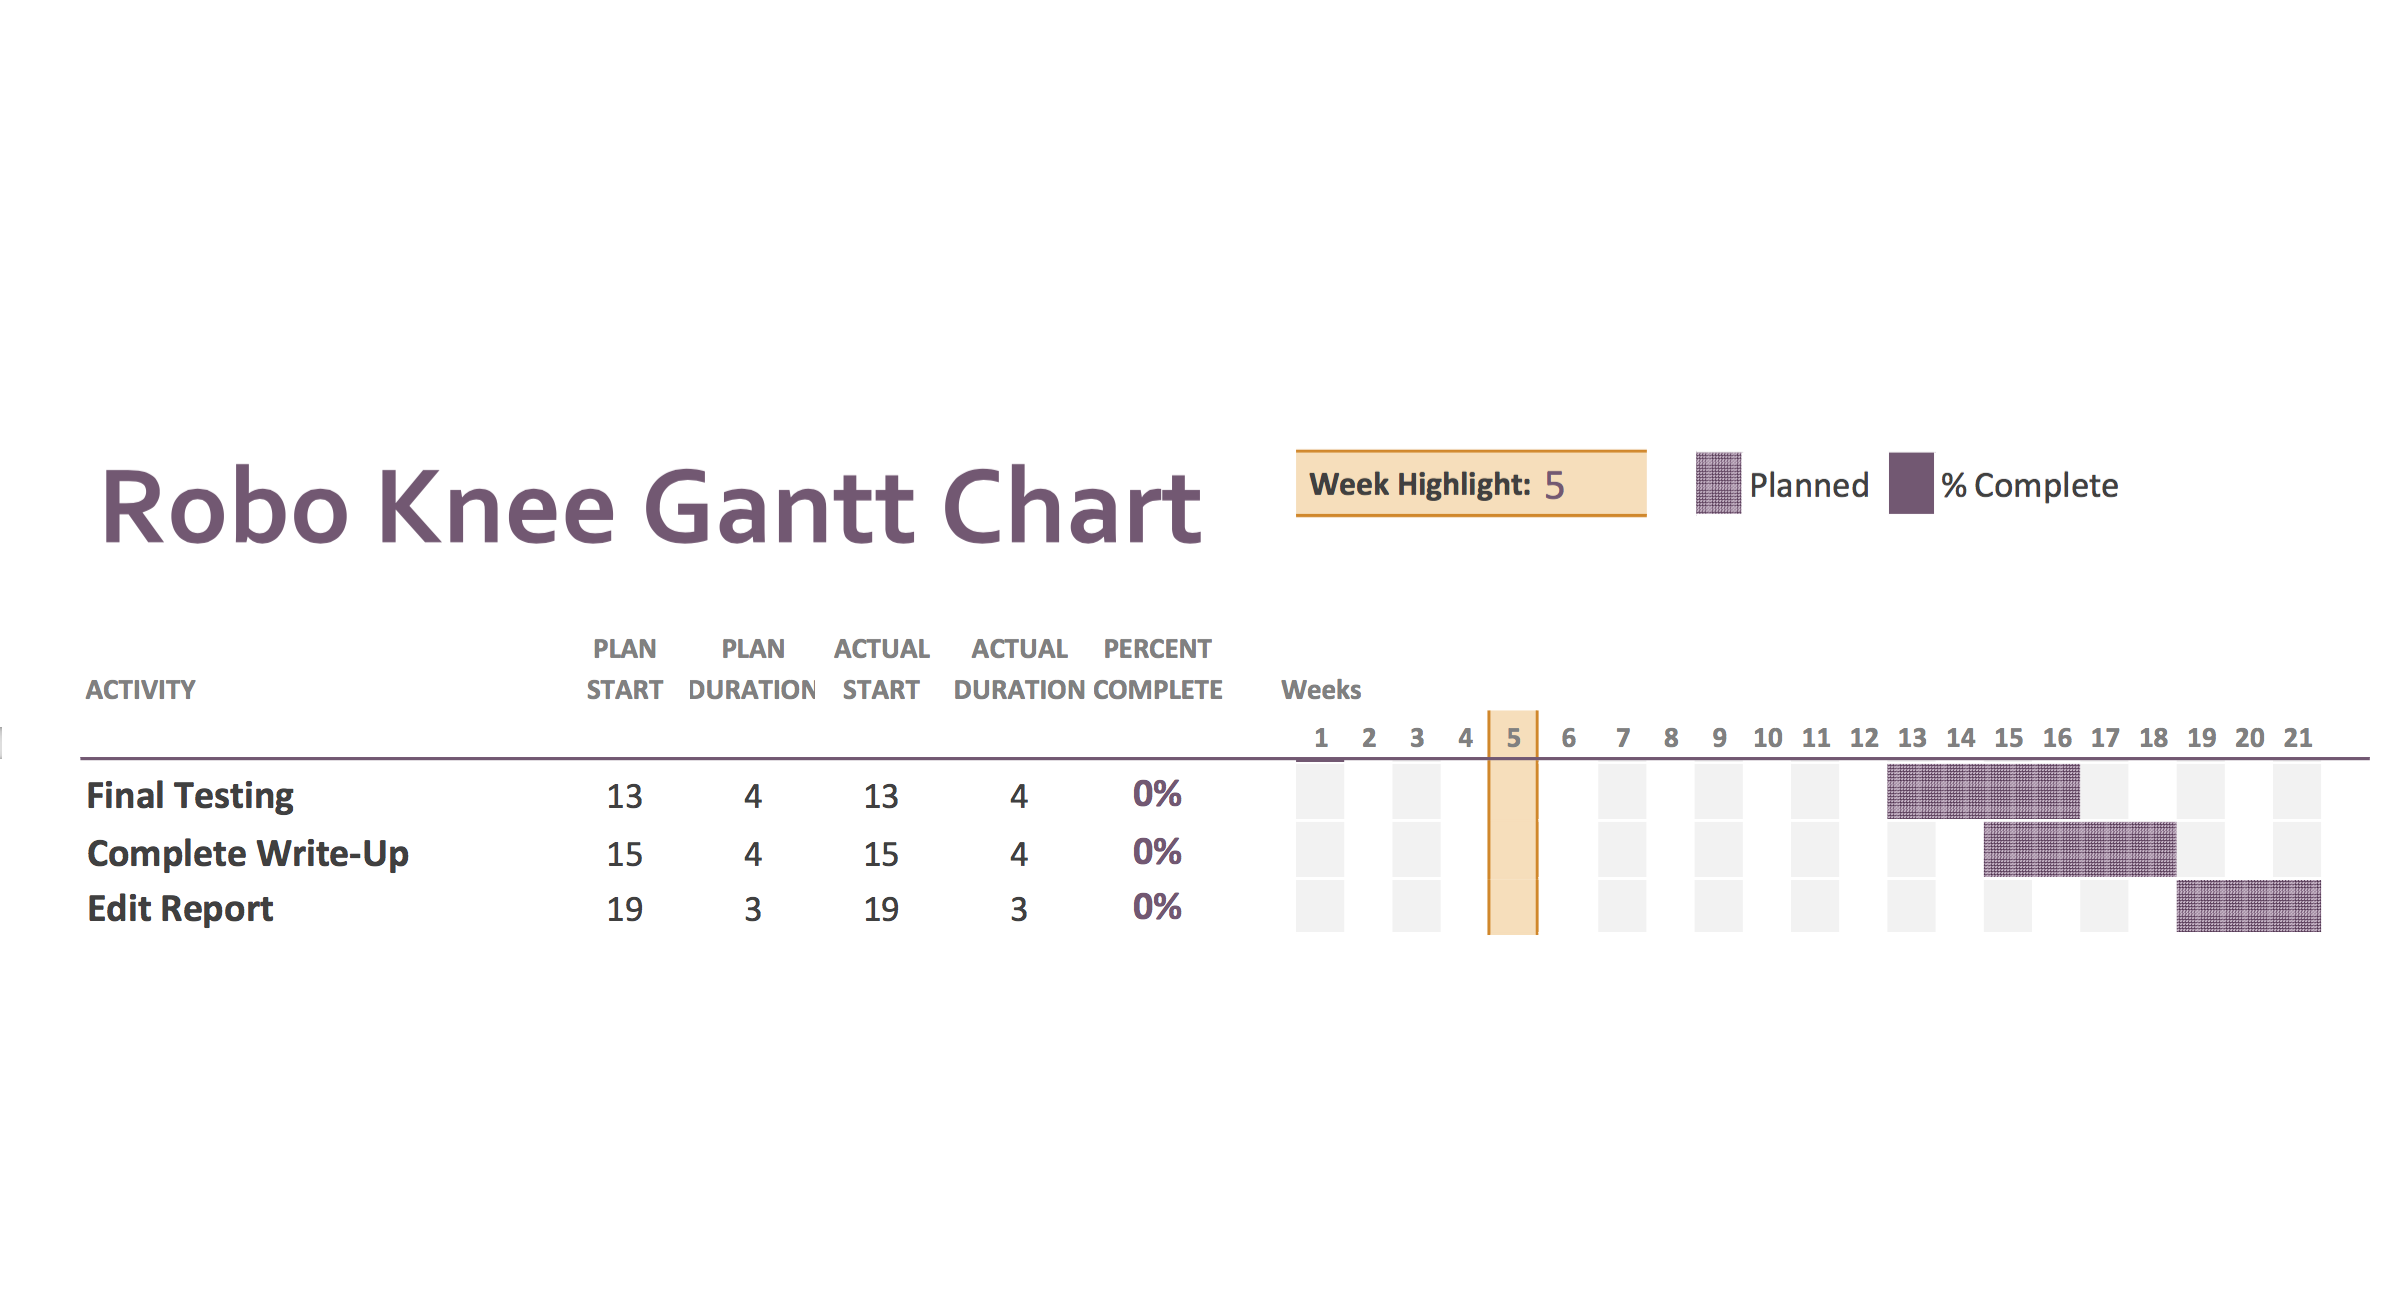 Robo Knee Gantt Chart
Week Highlight: 5
Planned
% Complete
ACTIVITY
PLAN START
PLAN DURATION
ACTUAL START
ACTUAL DURATION
PERCENT COMPLETE
Weeks
1 2 3 4 5 6 7 8 9 10 11 12 13 14 15 16 17 18 19 20 21
Final Testing 13 4 13 4 0%
Complete Write-Up 15 4 15 4 0%
Edit Report 19 3 19 3 0%